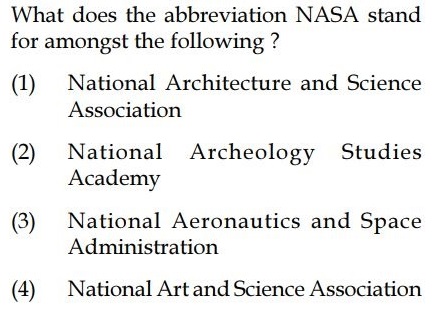 What does the abbreviation NASA stand
for amongst the following ?
(1) National Architecture and Science
Association
(2) National Archeology Studies
Academy
(3) National Aeronautics and Space
Administration
(4) National Art and Science Association